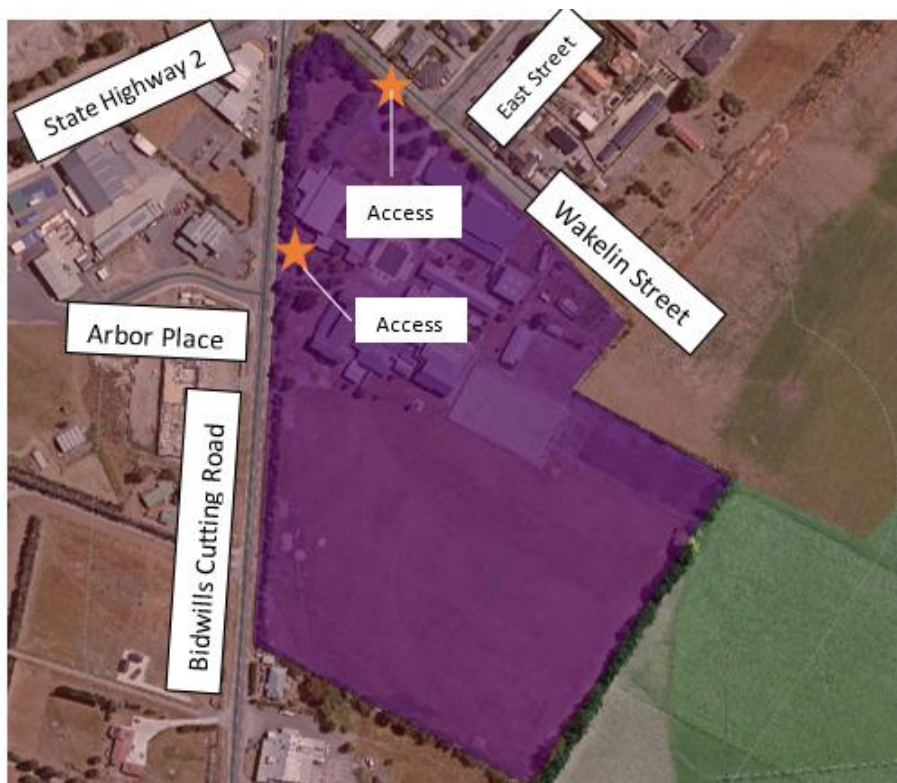 State Highway 2
East Street
Access
Wakelin Street
Access
Arbor Place
Bidwills Cutting Road